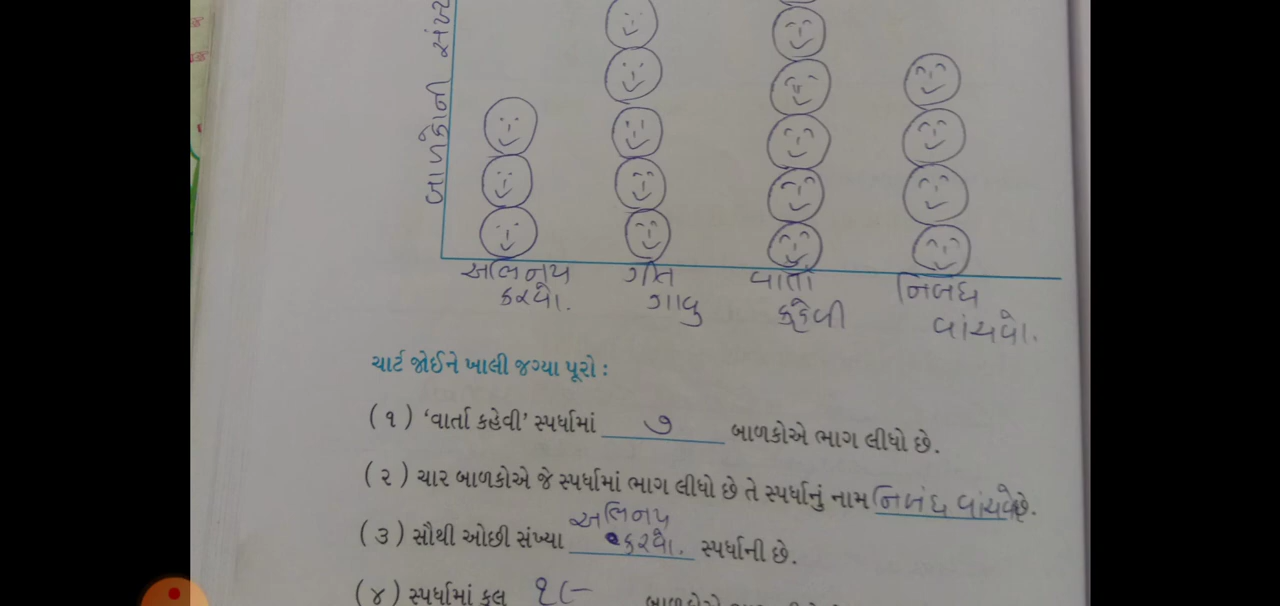 બાળકોની સંખ
અભિનય ગીત વાર્તા નિબંધ
કરવો. ગાવુ કહેવી વાંચવો.
ચાર્ટ જોઈને ખાલી જગ્યા પૂરો :
(૧) ‘વાર્તા કહેવી’ સ્પર્ધામાં ૭ બાળકોએ ભાગ લીધો છે.
(૨) ચાર બાળકોએ જે સ્પર્ધામાં ભાગ લીધો છે તે સ્પર્ધાનું નામ નિબંધ વાંચવો છે.
અભિનય
(૩) સૌથી ઓછી સંખ્યા કરવો. સ્પર્ધાની છે.
(૪) સ્પર્ધામાં કુલ ૧૯